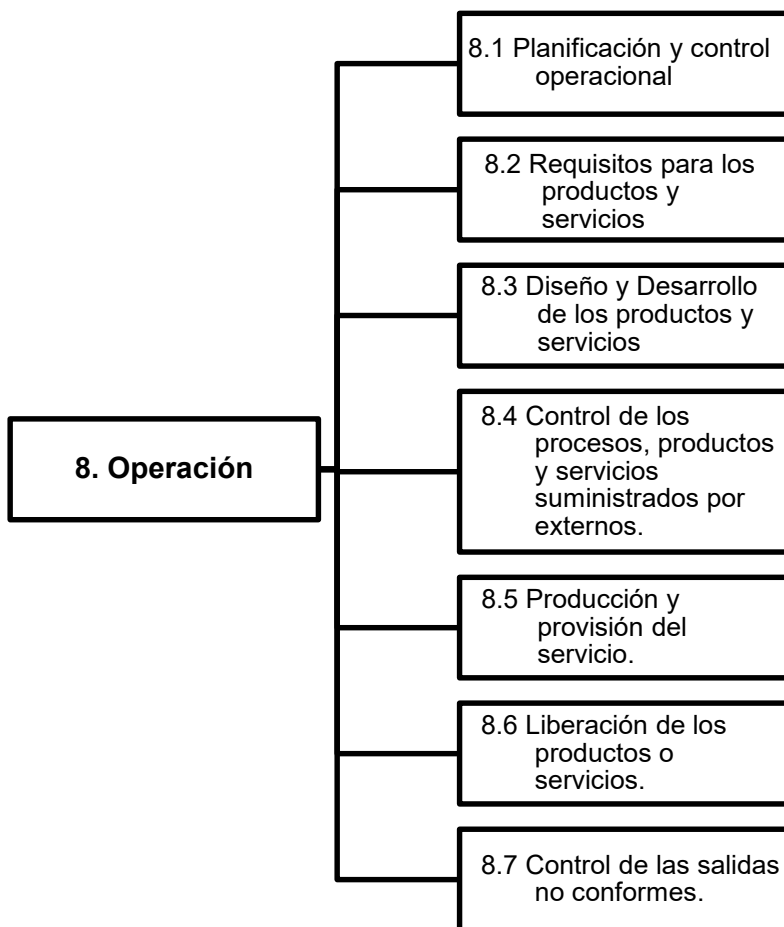 8.1 Planificación y control
operacional
8.2 Requisitos para los
productos y
servicios
8.3 Diseño y Desarrollo
de los productos y
servicios
8. Operación
8.4 Control de los
procesos, productos
y servicios
suministrados por
externos.
8.5 Producción y
provisión del
servicio.
8.6 Liberación de los
productos o
servicios.
8.7 Control de las salidas
no conformes.